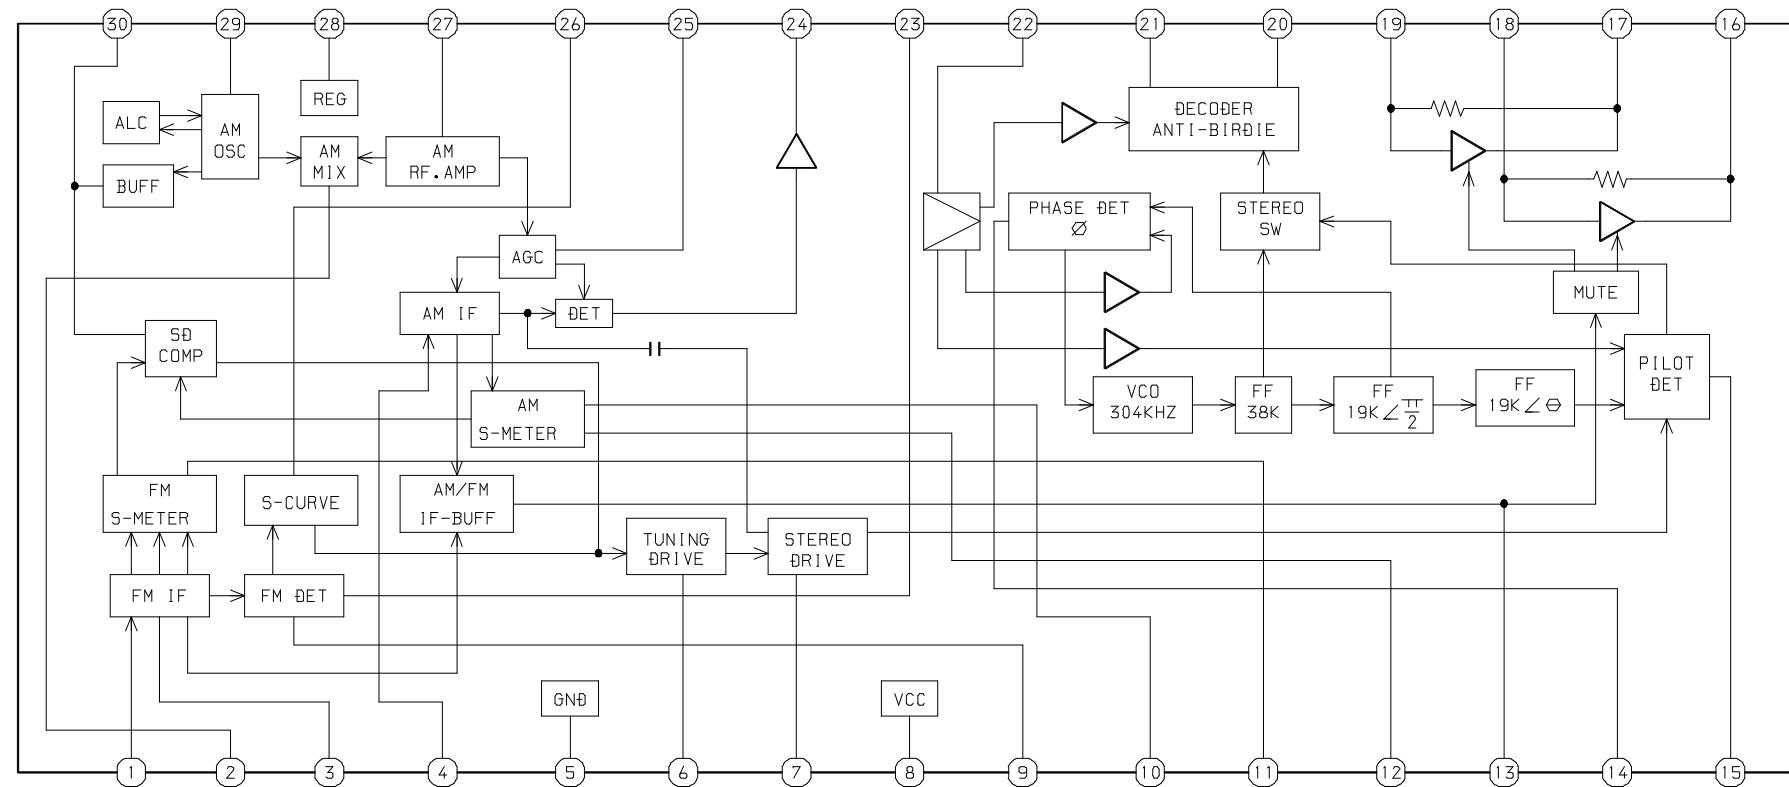 30 29 28 27 26 25 24 23 22 21 20 19 18 17 16
REG
ALC
AM
OSC
AM
MIX
AM
RF.AMP
BUFF
DECODER
ANTI-BIRDIE
PHASE DET
Ø
STEREO
SW
AGC
AM IF
DET
MUTE
SD
COMP
PILOT
DET
AM
S-METER
VCO
304KHZ
FF
38K
FF
19K∠π/2
FF
19K∠⊖
FM
S-METER
S-CURVE
AM/FM
IF-BUFF
TUNING
DRIVE
STEREO
DRIVE
FM IF
FM DET
GND
VCC
1 2 3 4 5 6 7 8 9 10 11 12 13 14 15